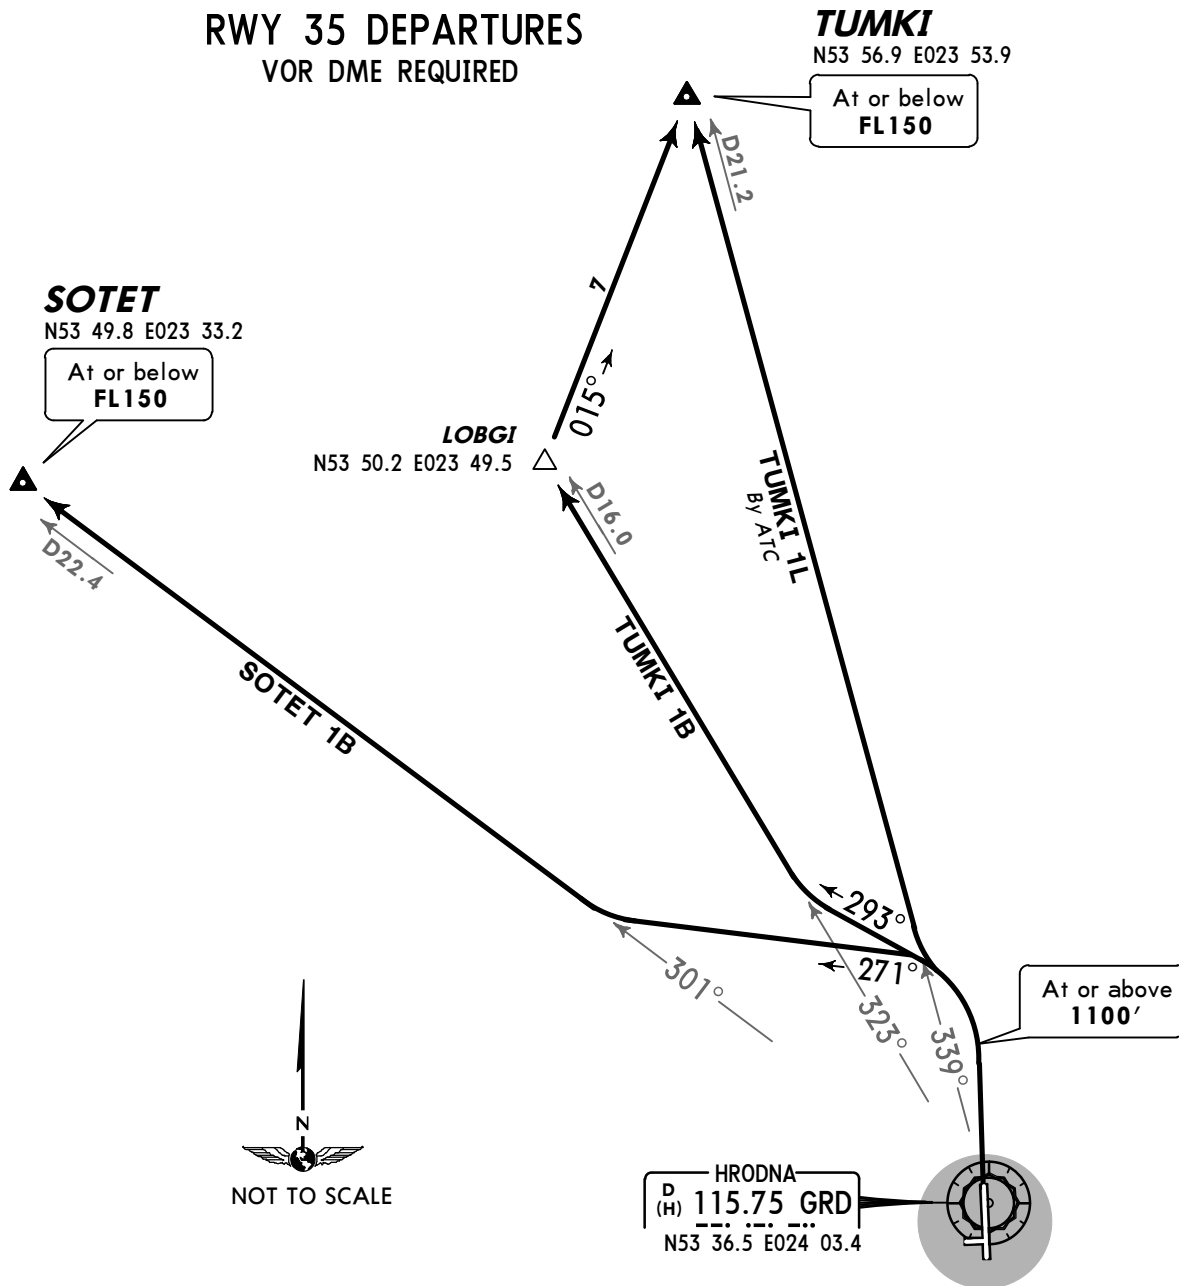 RWY 35 DEPARTURES
VOR DME REQUIRED
TUMKI
N53 56.9 E023 53.9
At or below
FL150
D21.2
SOTET
N53 49.8 E023 33.2
At or below
FL150
D22.4
7
015°
LOBGI
N53 50.2 E023 49.5
D16.0
TUMKI 1L
By ATC
TUMKI 1B
SOTET 1B
293°
271°
301°
323°
339°
At or above
1100'
N
NOT TO SCALE
HRODNA
D
(H) 115.75 GRD
N53 36.5 E024 03.4